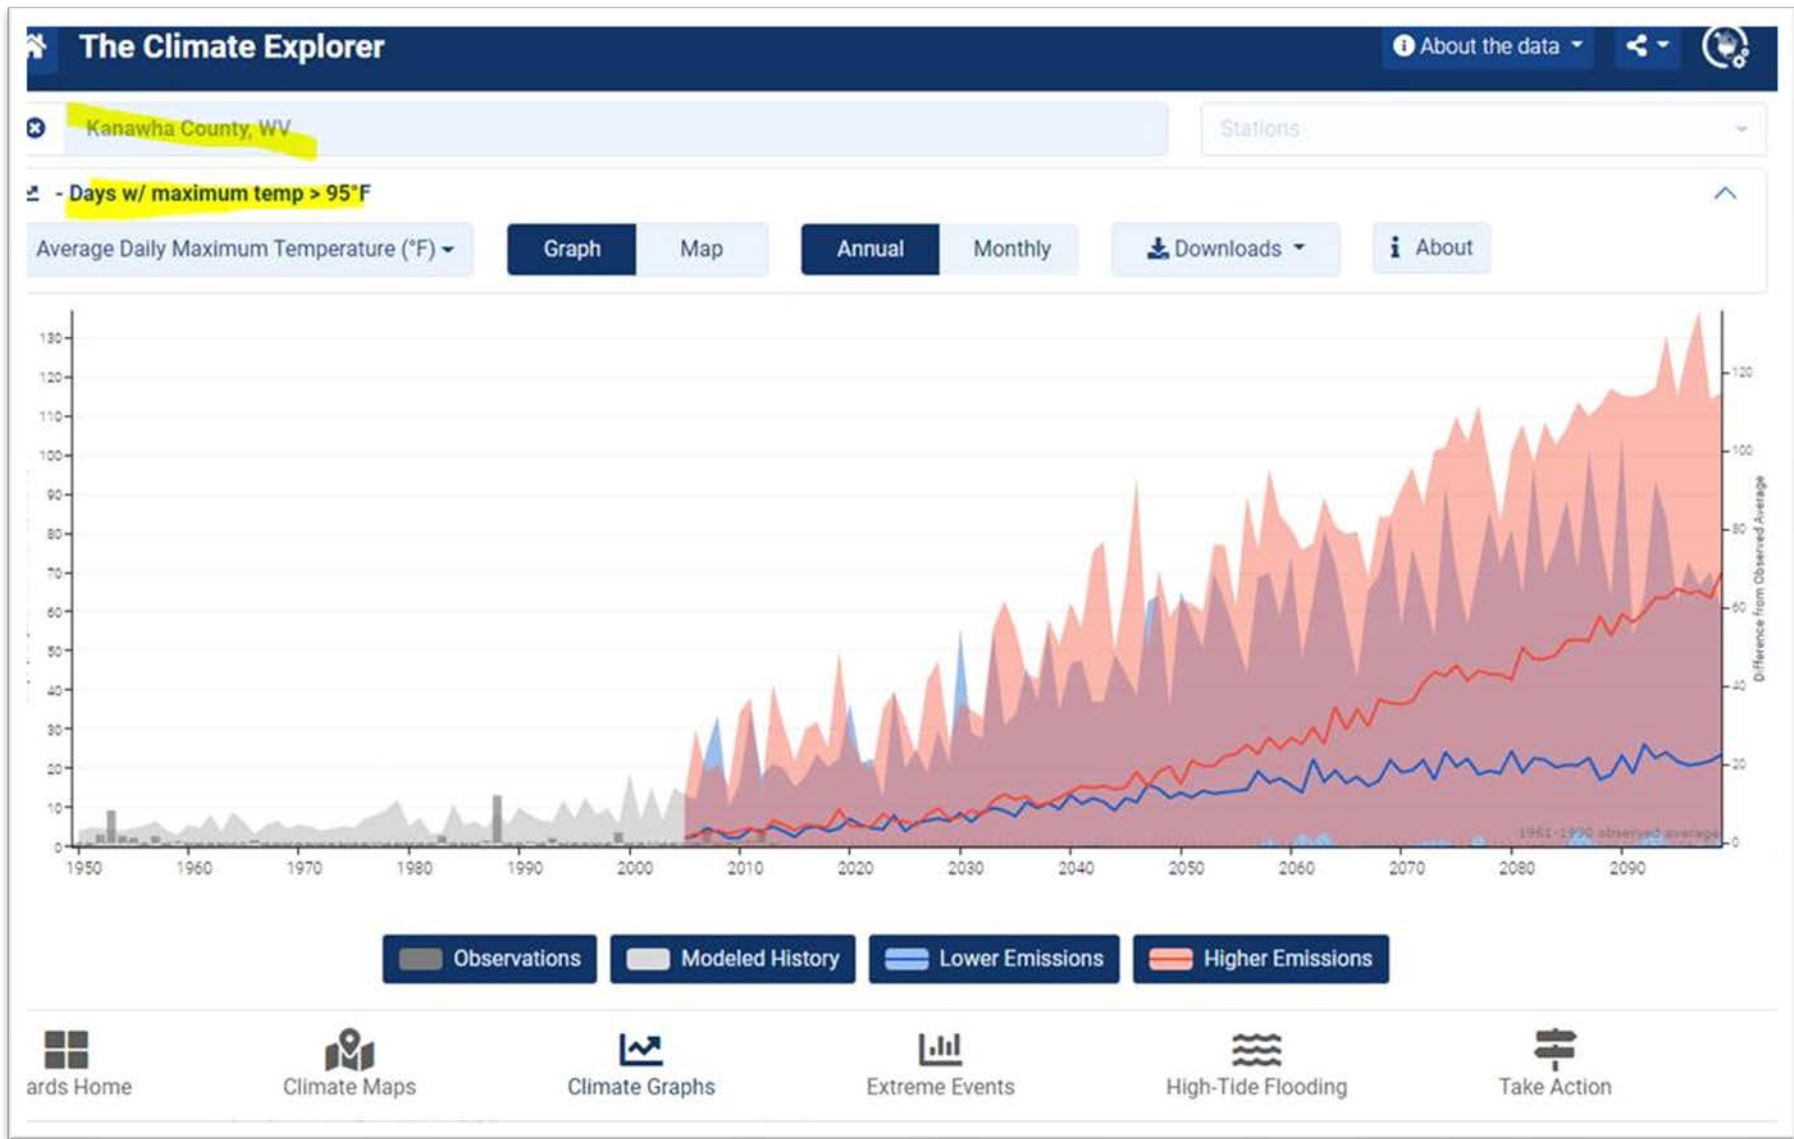 The Climate Explorer
About the data
Kanawha County, WV
Stations
- Days w/ maximum temp > 95°F
Average Daily Maximum Temperature (°F)
Graph
Map
Annual
Monthly
Downloads
About
130
120
110
100
90
80
70
60
50
40
30
20
10
0
120
100
80
60
40
20
0
Difference from Observed Average
1961-1990 observed average
1950 1960 1970 1980 1990 2000 2010 2020 2030 2040 2050 2060 2070 2080 2090
Observations
Modeled History
Lower Emissions
Higher Emissions
ards Home
Climate Maps
Climate Graphs
Extreme Events
High-Tide Flooding
Take Action